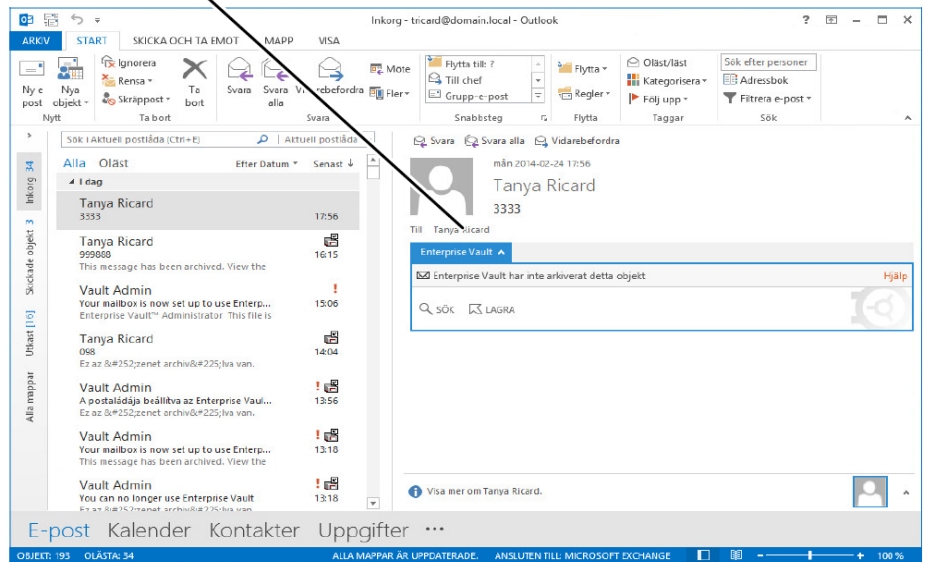 Inkorg - tricard@domain.local - Outlook
ARKIV START SKICKA OCH TA EMOT MAPP VISA
Ignorera
Rensa
Skräppost
Ny e
post
Nya
objekt
Ta
bort
Svara
Svara
alla
Vidarebefordra
Möte
Fler
Flytta till: ?
Till chef
Grupp-e-post
Flytta
Regler
Oläst/läst
Kategorisera
Följ upp
Sök efter personer
Adressbok
Filtrera e-post
Nytt Ta bort Svara Snabbsteg Flytta Taggar Sök
Inkorg 34
Skickade objekt 3
Utkast [16]
Alla mappar
Sök i Aktuell postlåda (Ctrl+E) Aktuell postlåda
Alla Oläst Efter Datum Senast
I dag
Tanya Ricard
3333 17:56
Tanya Ricard
999888 16:15
This message has been archived. View the
Vault Admin !
Your mailbox is now set up to use Enterp... 15:06
Enterprise Vault™ Administrator This file is
Tanya Ricard
098 14:04
Ez az &#252;zenet archiv&#225;lva van.
Vault Admin !
A postaládája beállítva az Enterprise Vaul... 13:56
Ez az &#252;zenet archiv&#225;lva van.
Vault Admin !
Your mailbox is now set up to use Enterp... 13:18
This message has been archived. View the
Vault Admin !
You can no longer use Enterprise Vault 13:18
Ez az &#252;zenet archiv&#225;lva van.
Svara Svara alla Vidarebefordra
mån 2014-02-24 17:56
Tanya Ricard
3333
Till Tanya Ricard
Enterprise Vault
Enterprise Vault har inte arkiverat detta objekt Hjälp
SÖK LAGRA
Visa mer om Tanya Ricard.
E-post Kalender Kontakter Uppgifter •••
OBJEKT: 193 OLÄSTA: 34 ALLA MAPPAR ÄR UPPDATERADE. ANSLUTEN TILL: MICROSOFT EXCHANGE 100 %